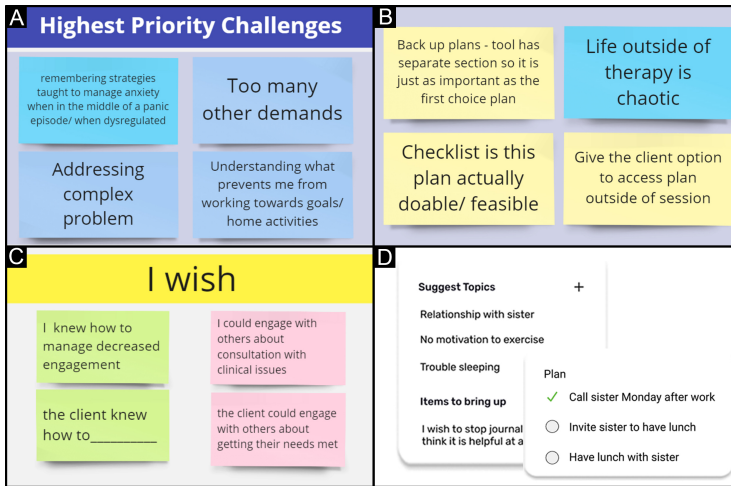 A
Highest Priority Challenges
remembering strategies
taught to manage anxiety
when in the middle of a panic
episode/ when dysregulated
Too many
other demands
Addressing
complex
problem
Understanding what
prevents me from
working towards goals/
home activities
B
Back up plans - tool has
separate section so it is
just as important as the
first choice plan
Life outside of
therapy is
chaotic
Checklist is this
plan actually
doable/ feasible
Give the client option
to access plan
outside of session
C
I wish
I knew how to
manage decreased
engagement
I could engage with
others about
consultation with
clinical issues
the client knew
how to__________
the client could engage
with others about
getting their needs met
D
Suggest Topics +
Relationship with sister
No motivation to exercise
Trouble sleeping
Items to bring up
I wish to stop journal
think it is helpful at a
Plan
Call sister Monday after work
Invite sister to have lunch
Have lunch with sister